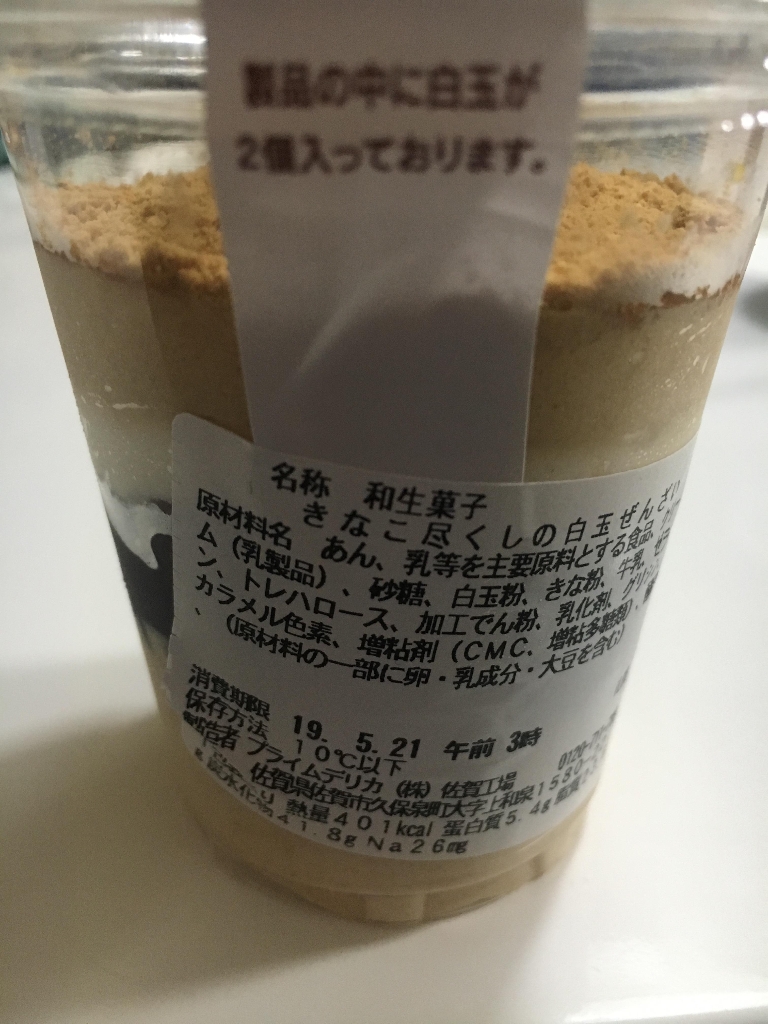 製品の中に白玉が
2個入っております。
名称 和生菓子
きなこ尽くしの白玉ぜんざい
原材料名 あん、乳等を主要原料とする食品、
ム（乳製品）、砂糖、白玉粉、きな粉、牛乳、
ン、トレハロース、加工でん粉、乳化剤、
カラメル色素、増粘剤（CMC、増粘多糖類）、
、（原材料の一部に卵・乳成分・大豆を含む）
消費期限 19. 5.21 午前 3時
保存方法 10℃以下
製造者 プライムデリカ（株）佐賀工場
佐賀県佐賀市久保泉町大字上和泉1580-
熱量401kcal 蛋白質5.4g
炭水化物41.8g Na26mg